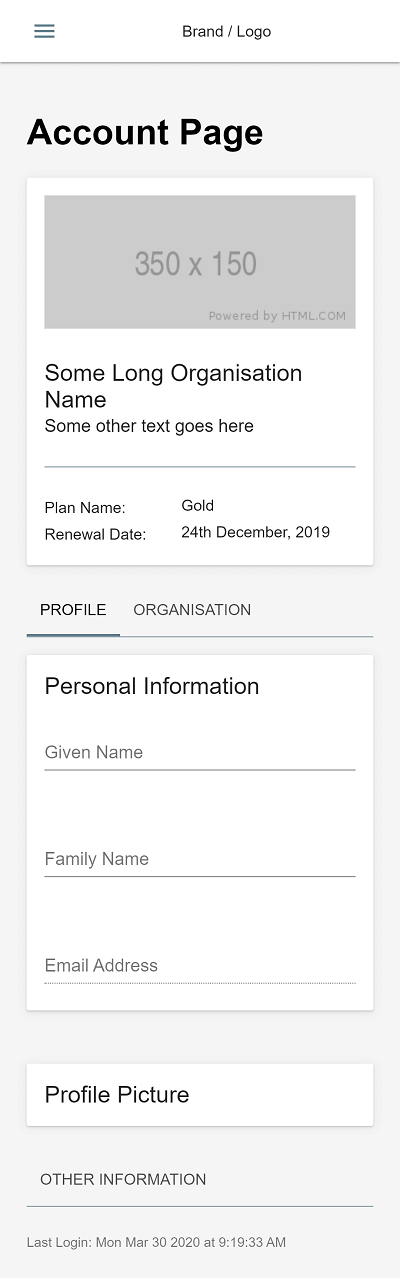 Brand / Logo
Account Page
350 x 150
Powered by HTML.COM
Some Long Organisation
Name
Some other text goes here
Plan Name: Gold
Renewal Date: 24th December, 2019
PROFILE ORGANISATION
Personal Information
Given Name
Family Name
Email Address
Profile Picture
OTHER INFORMATION
Last Login: Mon Mar 30 2020 at 9:19:33 AM